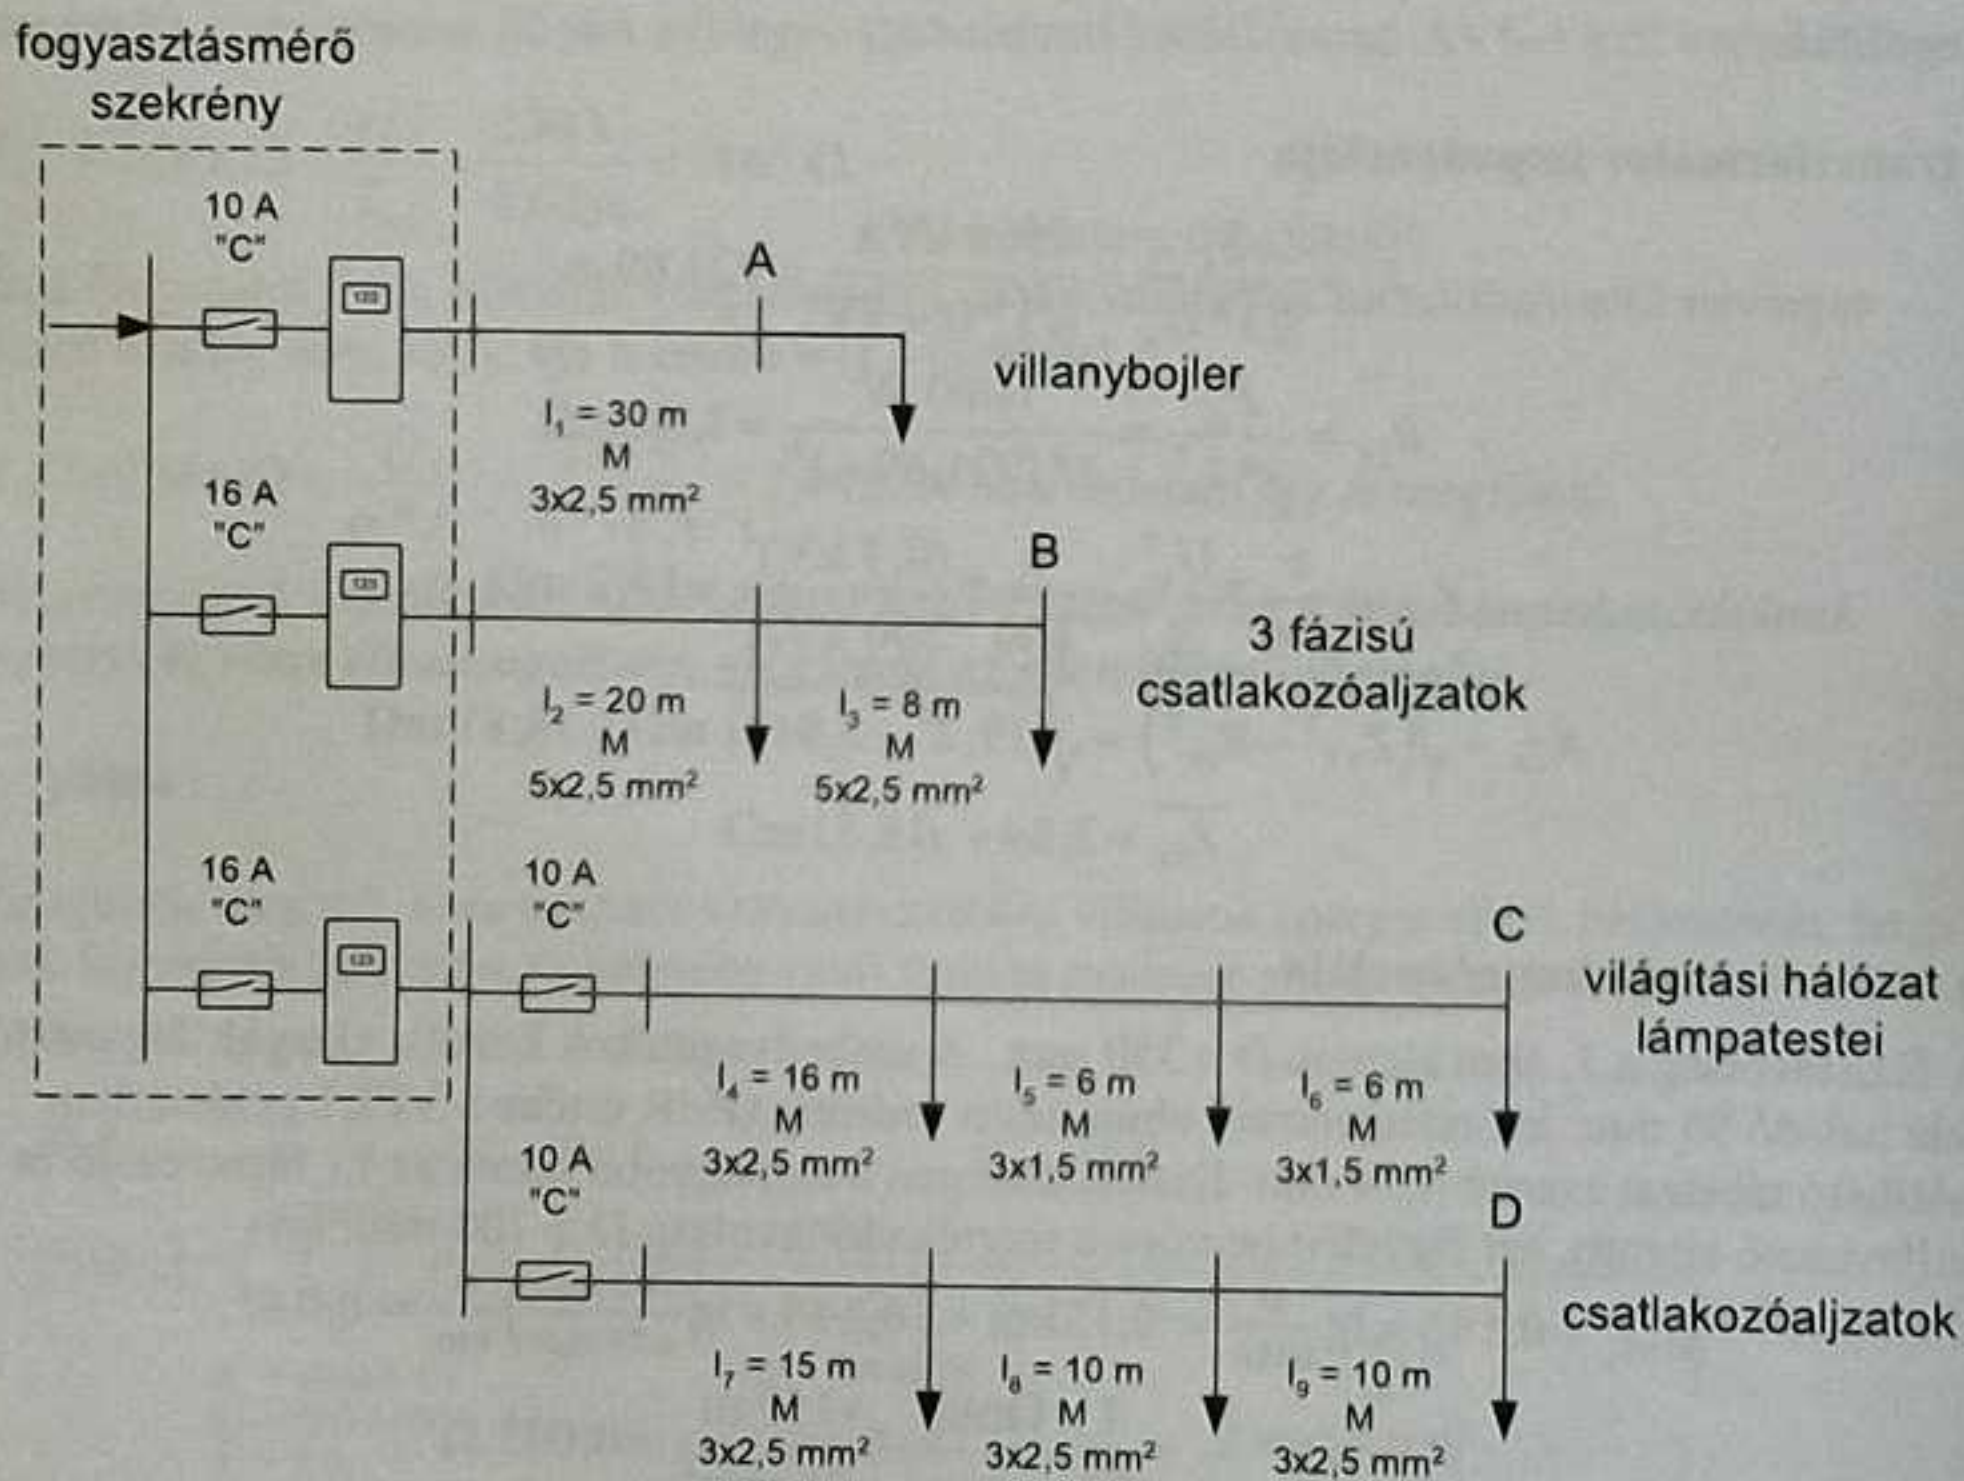 fogyasztásmérő
szekrény
10 A
"C"
A
villanybojler
l₁ = 30 m
M
3x2,5 mm²
16 A
"C"
B
3 fázisú
csatlakozóaljzatok
l₂ = 20 m
M
5x2,5 mm²
l₃ = 8 m
M
5x2,5 mm²
16 A
"C"
123
10 A
"C"
C
világítási hálózat
lámpatestei
l₄ = 16 m
M
3x2,5 mm²
l₅ = 6 m
M
3x1,5 mm²
l₆ = 6 m
M
3x1,5 mm²
10 A
"C"
D
csatlakozóaljzatok
l₇ = 15 m
M
3x2,5 mm²
l₈ = 10 m
M
3x2,5 mm²
l₉ = 10 m
M
3x2,5 mm²